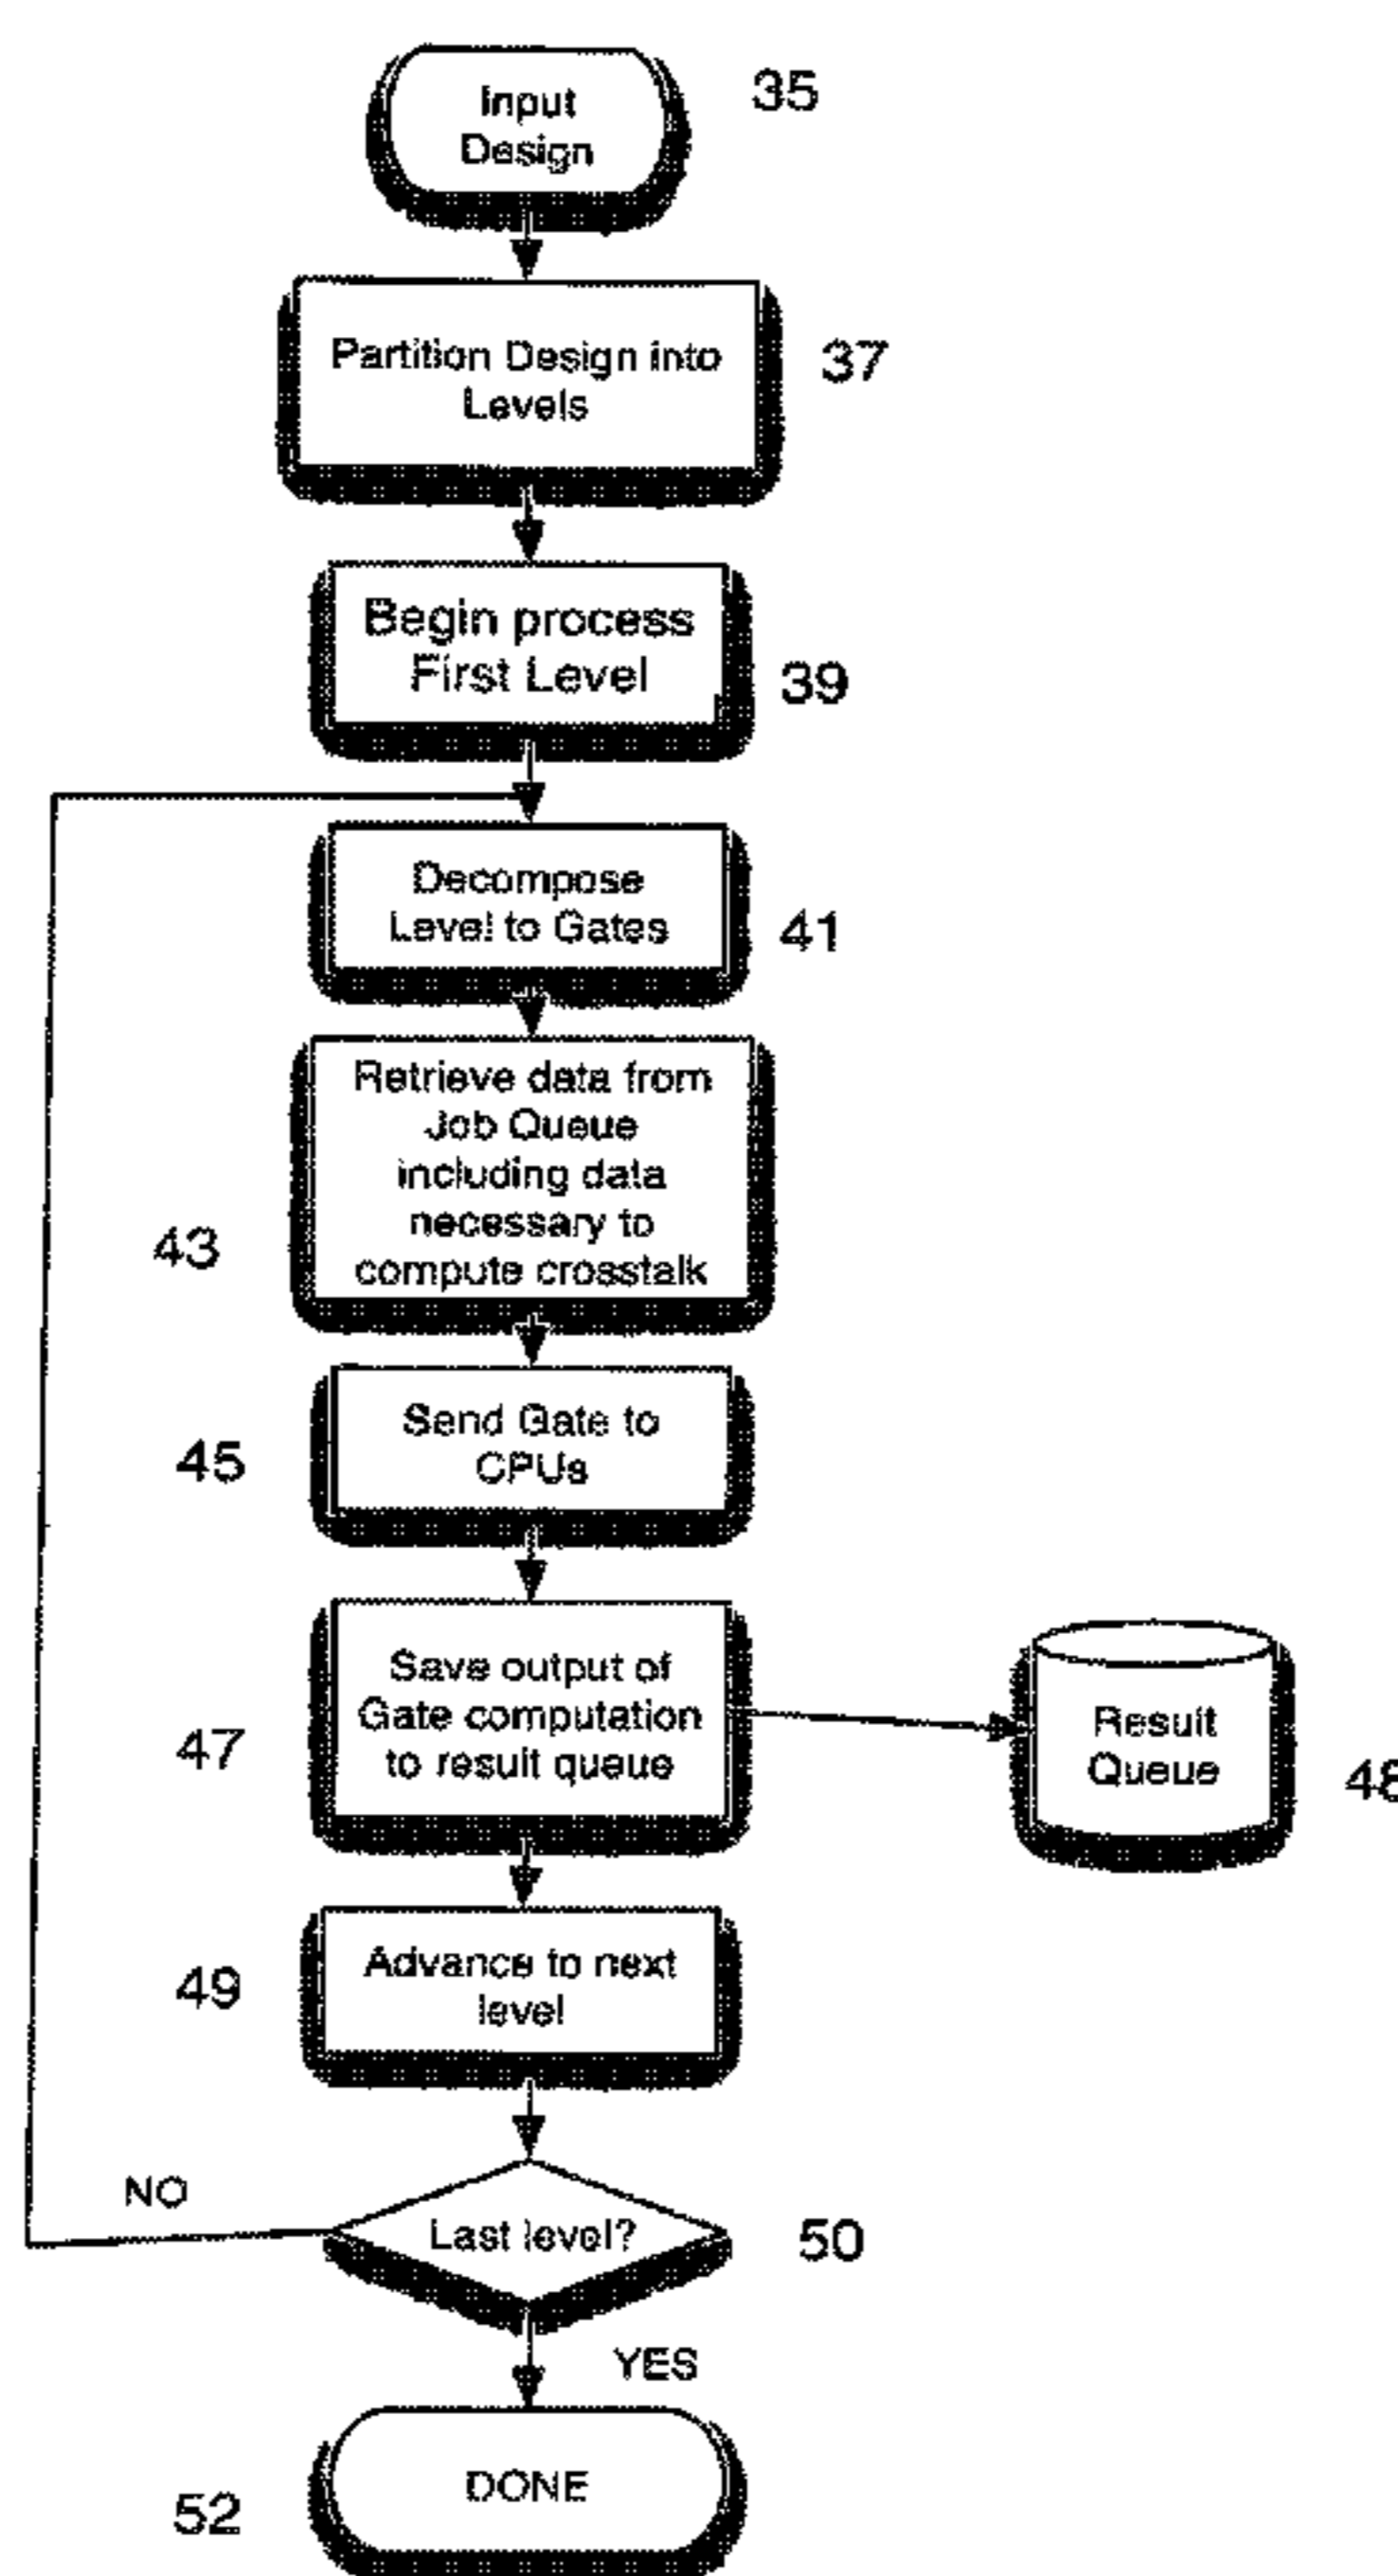 Input
Design
35
Partition Design into
Levels
37
Begin process
First Level
39
Decompose
Level to Gates
41
Retrieve data from
Job Queue
including data
necessary to
compute crosstalk
43
Send Gate to
CPUs
45
Save output of
Gate computation
to result queue
47
Result
Queue
48
Advance to next
level
49
NO
Last level?
50
YES
DONE
52